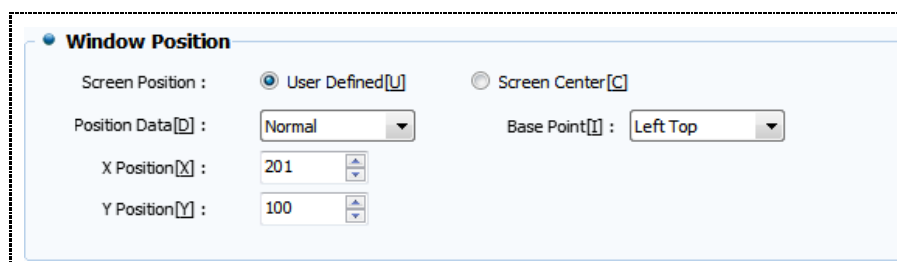 Window Position
Screen Position : User Defined[U] Screen Center[C]
Position Data[D] : Normal Base Point[I] : Left Top
X Position[X] : 201
Y Position[Y] : 100